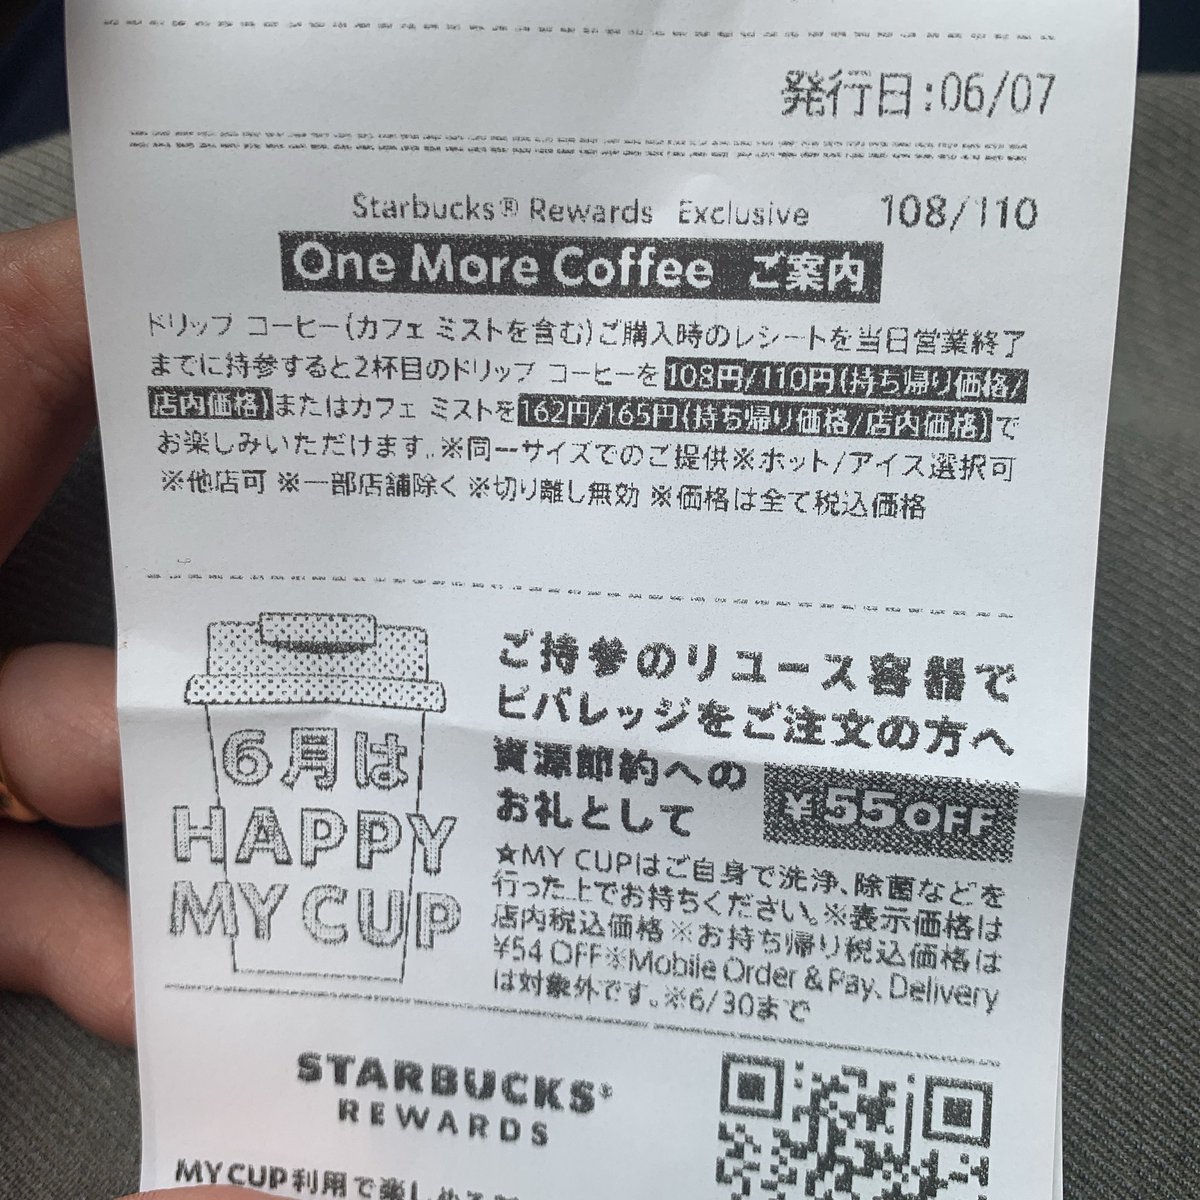 発行日:06/07
Starbucks® Rewards Exclusive 108/110
One More Coffee ご案内
ドリップ コーヒー(カフェ ミストを含む)ご購入時のレシートを当日営業終了
までに持参すると2杯目のドリップ コーヒーを108円/110円(持ち帰り価格/
店内価格)またはカフェ ミストを162円/165円(持ち帰り価格/店内価格)で
お楽しみいただけます。※同一サイズでのご提供※ホット/アイス選択可
※他店可 ※一部店舗除く ※切り離し無効 ※価格は全て税込価格
6月は
HAPPY
MY CUP
ご持参のリユース容器で
ビバレッジをご注文の方へ
資源節約への
お礼として
¥55OFF
★MY CUPはご自身で洗浄、除菌などを
行った上でお持ちください。※表示価格は
店内税込価格※お持ち帰り税込価格は
¥54 OFF※Mobile Order & Pay、Delivery
は対象外です。※6/30まで
STARBUCKS®
REWARDS
MY CUP利用で楽し